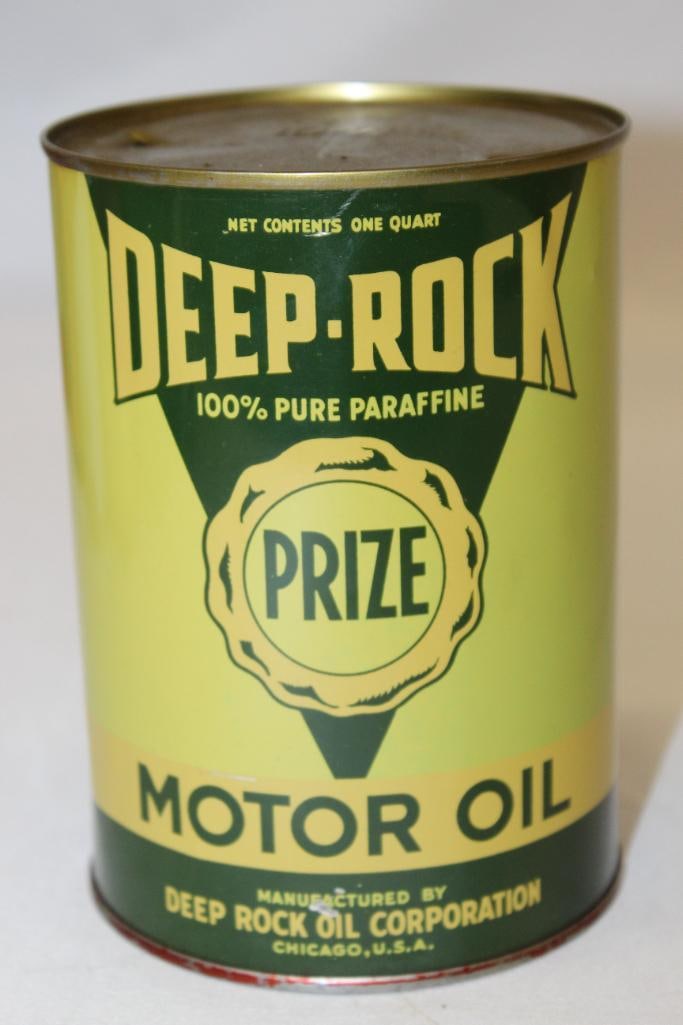 NET CONTENTS ONE QUART
DEEP·ROCK
100% PURE PARAFFINE
PRIZE
MOTOR OIL
MANUFACTURED BY
DEEP ROCK OIL CORPORATION
CHICAGO, U.S.A.